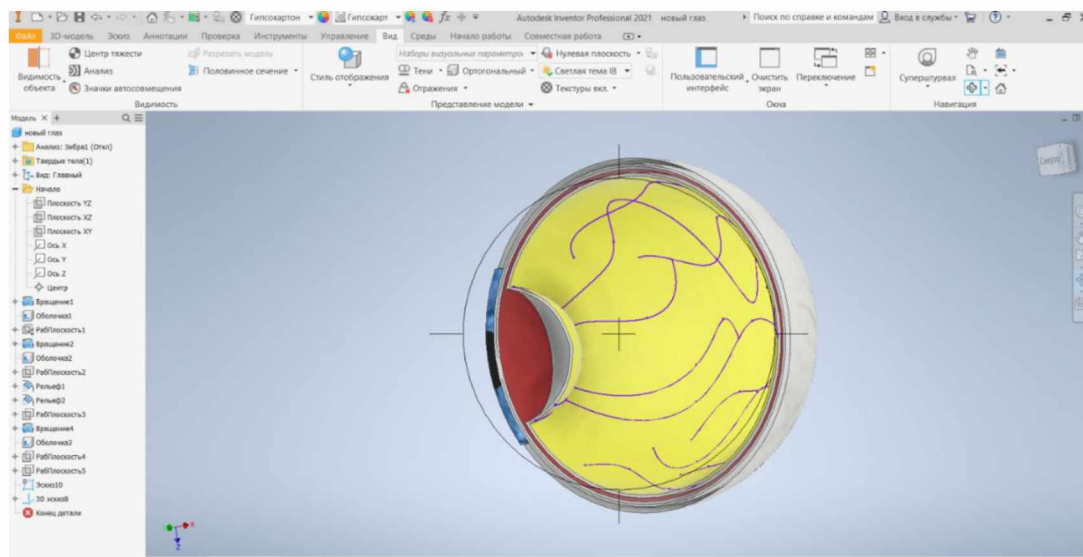 Гипсокартон
Гипсокарт
Autodesk Inventor Professional 2021 новый глаз
Поиск по справке и командам
Вход в службы
Файл 3D-модель Эскиз Аннотации Проверка Инструменты Управление Вид Среды Начало работы Совместная работа
Видимость объекта
Центр тяжести
Анализ
Значки автосовмещения
Разрезать модель
Половинное сечение
Видимость
Стиль отображения
Наборы визуальных параметро
Тени
Ортогональный
Отражения
Нулевая плоскость
Светлая тема IB
Текстуры вкл.
Представление модели
Пользовательский интерфейс
Очистить экран
Переключение
Окна
Суперштурвал
Навигация
Модель
новый глаз
Анализ: Зебра1 (Откл)
Твердые тела(1)
Вид: Главный
Начало
Плоскость YZ
Плоскость XZ
Плоскость XY
Ось X
Ось Y
Ось Z
Центр
Вращение1
Оболочка1
РабПлоскость1
Вращение2
Оболочка2
РабПлоскость2
Рельеф1
Рельеф2
РабПлоскость3
Вращение4
Оболочка3
РабПлоскость4
РабПлоскость5
Эскиз10
3D эскиз8
Конец детали
X
Z